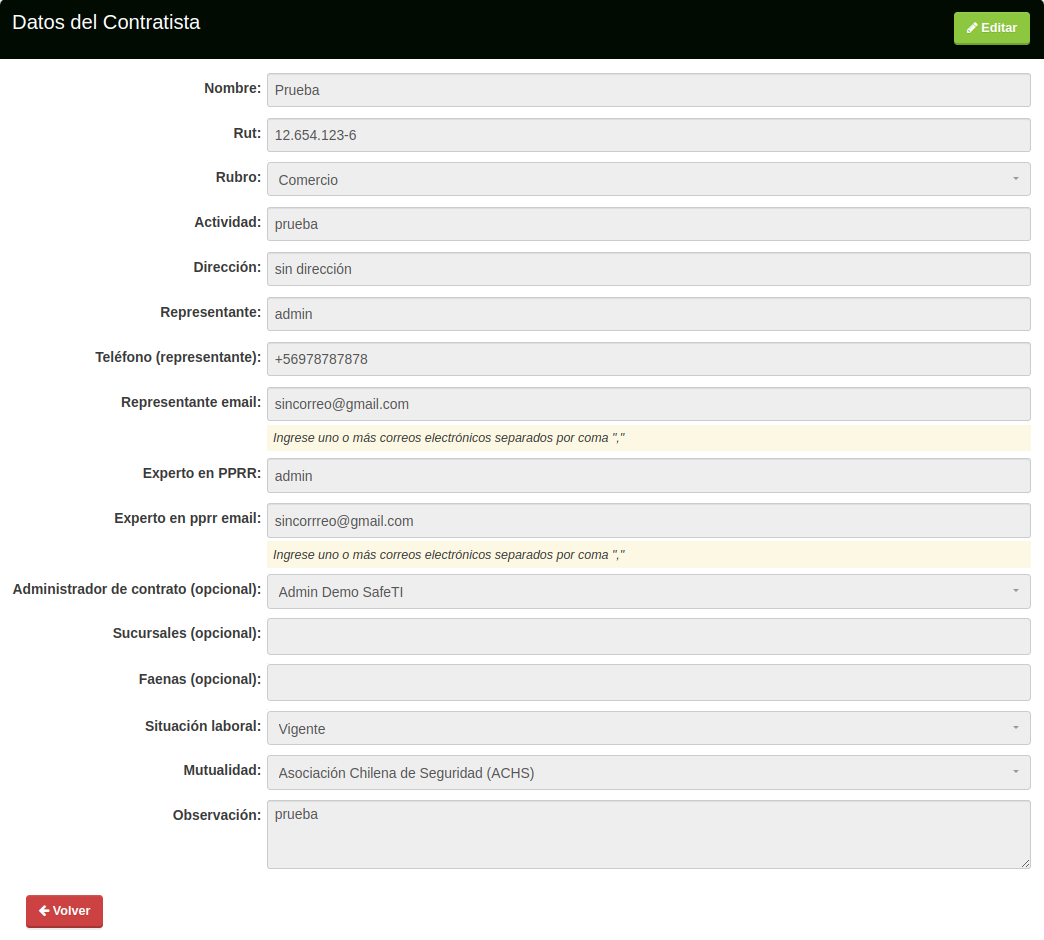 Datos del Contratista
Editar
Nombre: Prueba
Rut: 12.654.123-6
Rubro: Comercio
Actividad: prueba
Dirección: sin dirección
Representante: admin
Teléfono (representante): +56978787878
Representante email: sincorreo@gmail.com
Ingrese uno o más correos electrónicos separados por coma ","
Experto en PPRR: admin
Experto en pprr email: sincorrreo@gmail.com
Ingrese uno o más correos electrónicos separados por coma ","
Administrador de contrato (opcional): Admin Demo SafeTI
Sucursales (opcional):
Faenas (opcional):
Situación laboral: Vigente
Mutualidad: Asociación Chilena de Seguridad (ACHS)
Observación: prueba
Volver